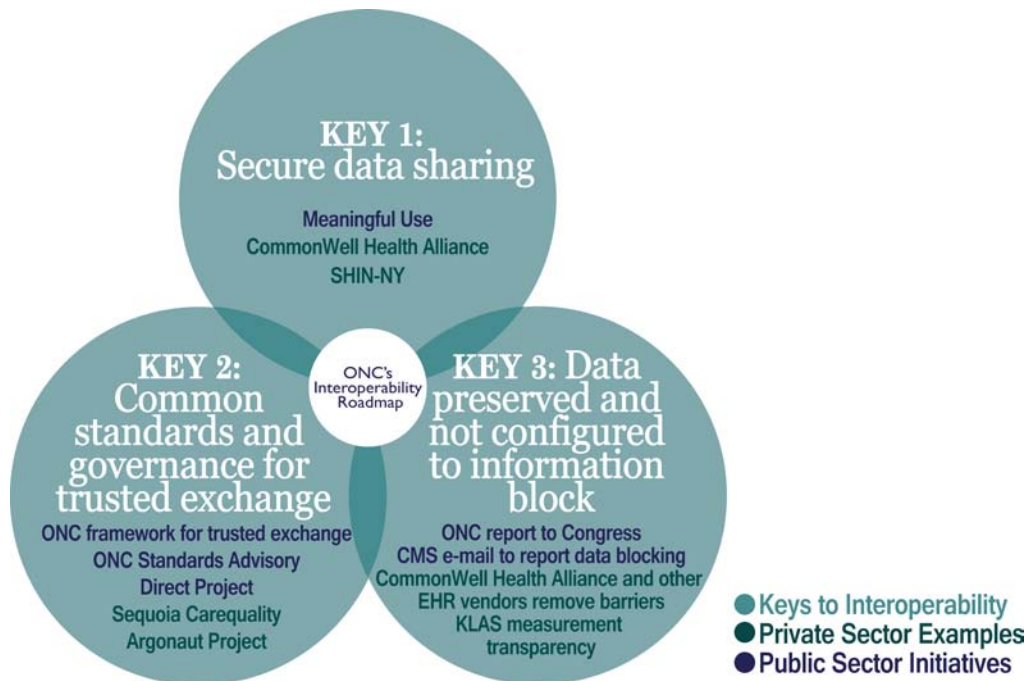 KEY 1:
Secure data sharing
Meaningful Use
CommonWell Health Alliance
SHIN-NY
ONC's
Interoperability
Roadmap
KEY 2:
Common
standards and
governance for
trusted exchange
ONC framework for trusted exchange
ONC Standards Advisory
Direct Project
Sequoia Carequality
Argonaut Project
KEY 3: Data
preserved and
not configured
to information
block
ONC report to Congress
CMS e-mail to report data blocking
CommonWell Health Alliance and other
EHR vendors remove barriers
KLAS measurement
transparency
Keys to Interoperability
Private Sector Examples
Public Sector Initiatives